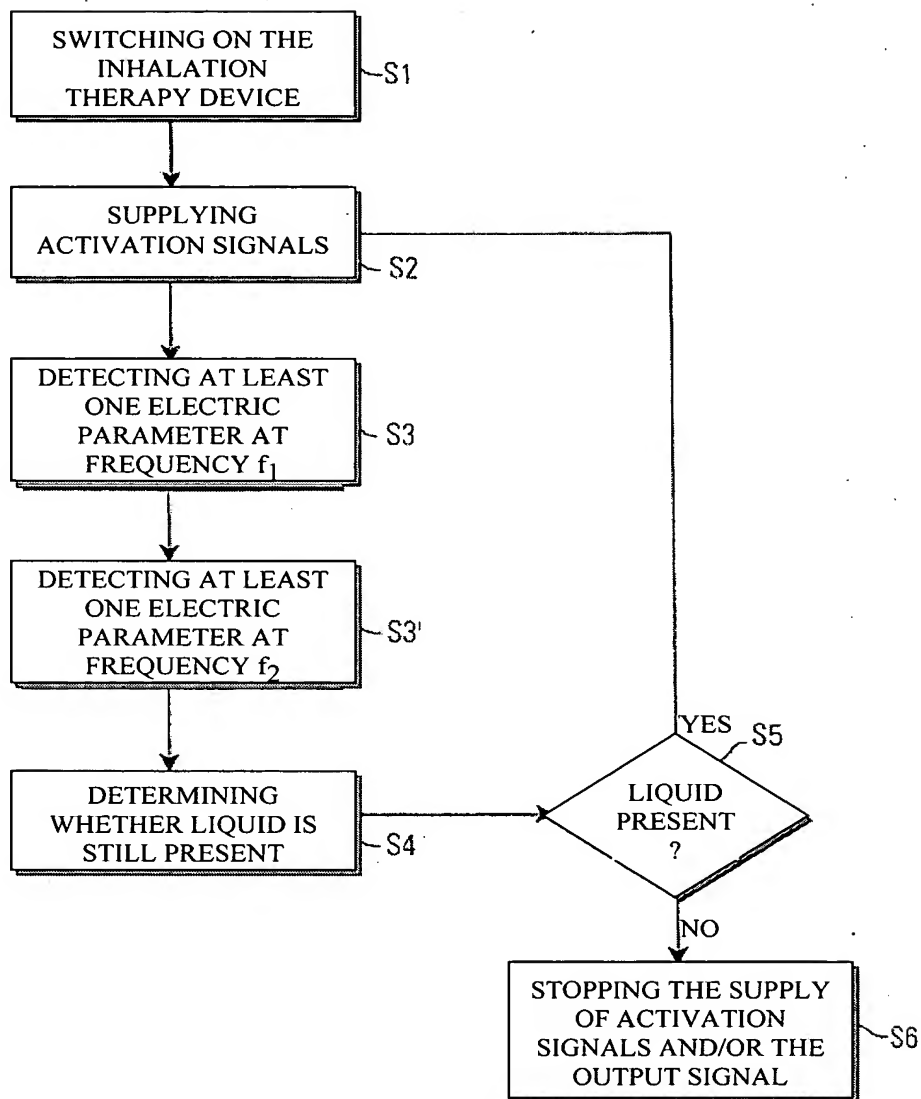 SWITCHING ON THE
INHALATION
THERAPY DEVICE
S1
SUPPLYING
ACTIVATION SIGNALS
S2
DETECTING AT LEAST
ONE ELECTRIC
PARAMETER AT
FREQUENCY f1
S3
DETECTING AT LEAST
ONE ELECTRIC
PARAMETER AT
FREQUENCY f2
S3'
DETERMINING
WHETHER LIQUID IS
STILL PRESENT
S4
YES
S5
LIQUID
PRESENT
?
NO
STOPPING THE SUPPLY
OF ACTIVATION
SIGNALS AND/OR THE
OUTPUT SIGNAL
S6